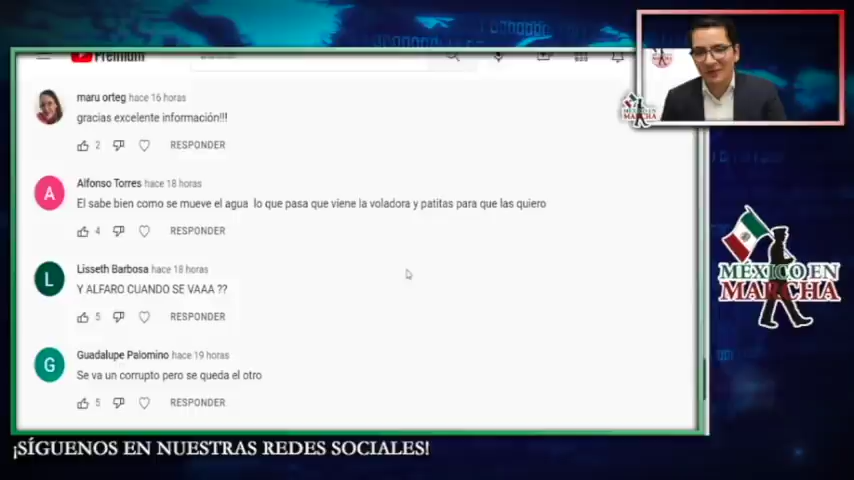 Premium
maru orteg hace 16 horas
gracias excelente información!!!
2 RESPONDER
A Alfonso Torres hace 18 horas
El sabe bien como se mueve el agua lo que pasa que viene la voladora y patitas para que las quiero
4 RESPONDER
L Lisseth Barbosa hace 18 horas
Y ALFARO CUANDO SE VAAA ??
5 RESPONDER
G Guadalupe Palomino hace 19 horas
Se va un corrupto pero se queda el otro
5 RESPONDER
MÉXICO EN
MARCHA
MÉXICO EN
MARCHA
¡SÍGUENOS EN NUESTRAS REDES SOCIALES!